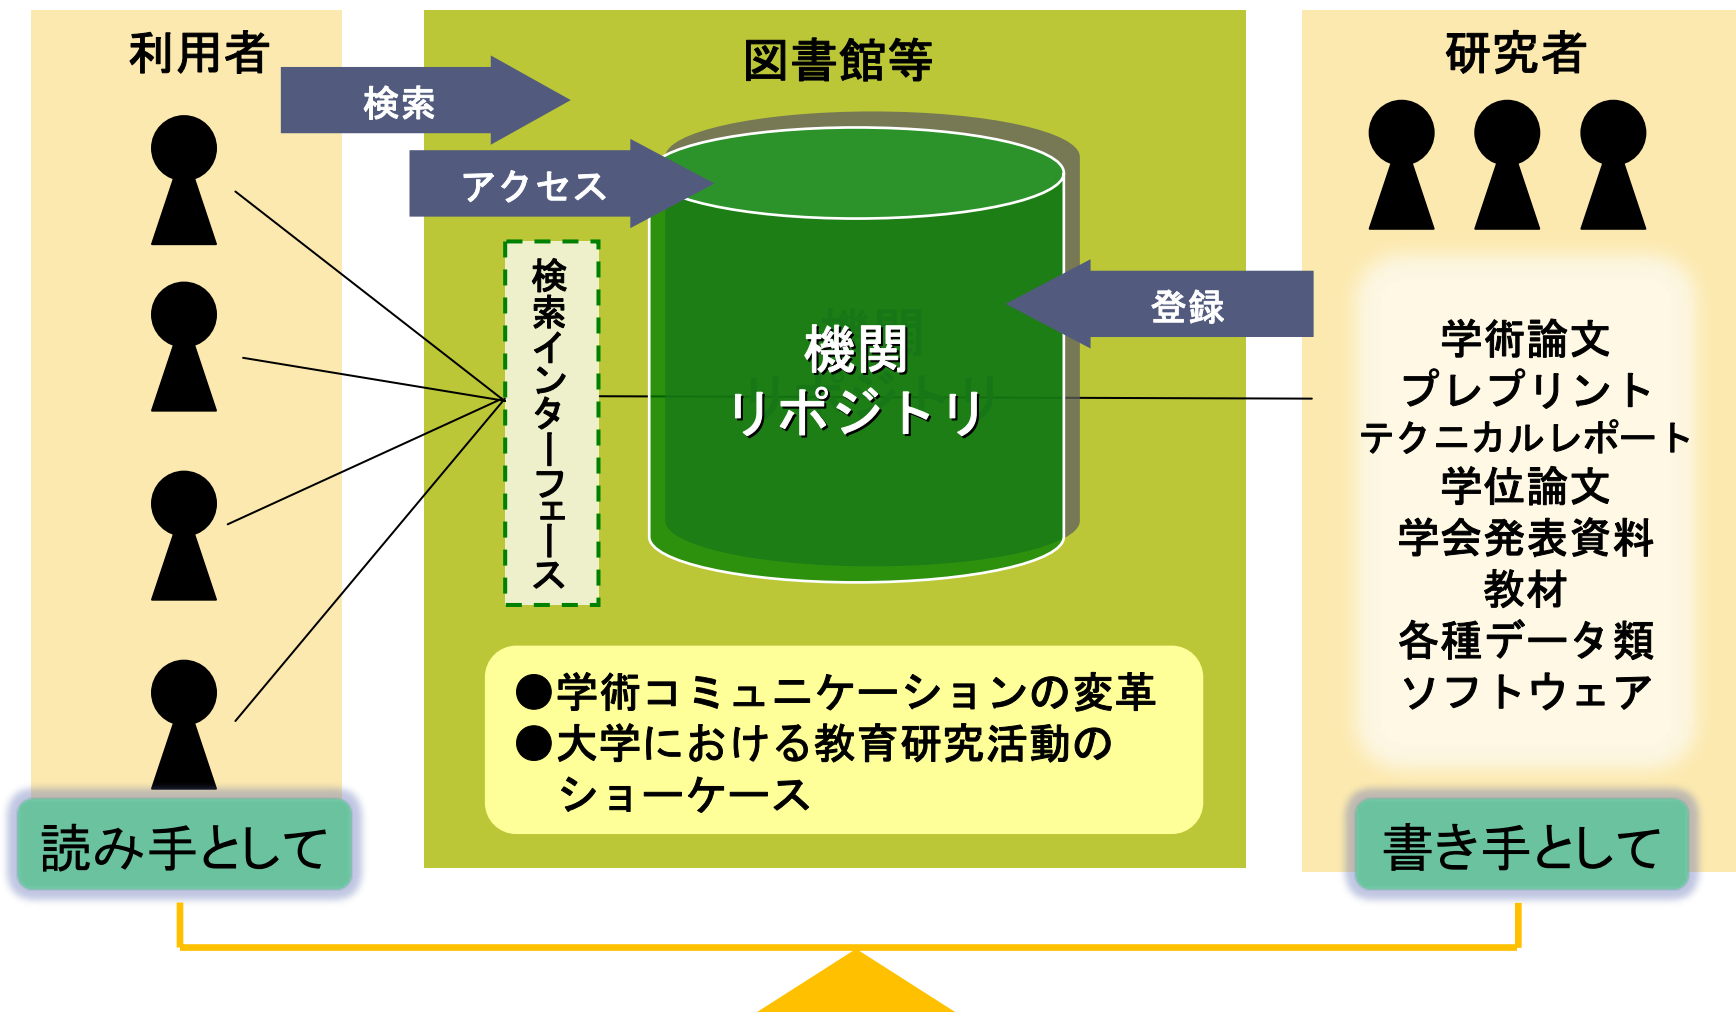 利用者
検索
アクセス
読み手として
図書館等
検索インターフェース
機関
リポジトリ
●学術コミュニケーションの変革
●大学における教育研究活動の
ショーケース
研究者
登録
学術論文
プレプリント
テクニカルレポート
学位論文
学会発表資料
教材
各種データ類
ソフトウェア
書き手として